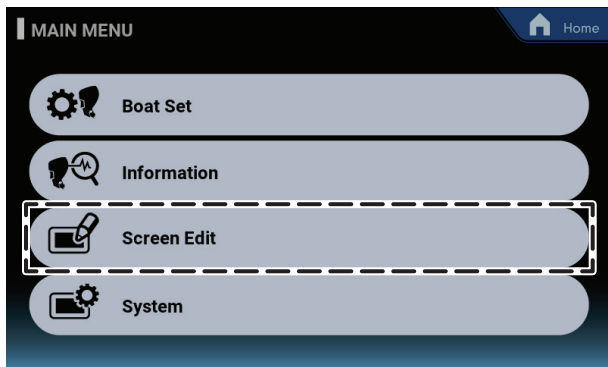 MAIN MENU
Home
Boat Set
Information
Screen Edit
System